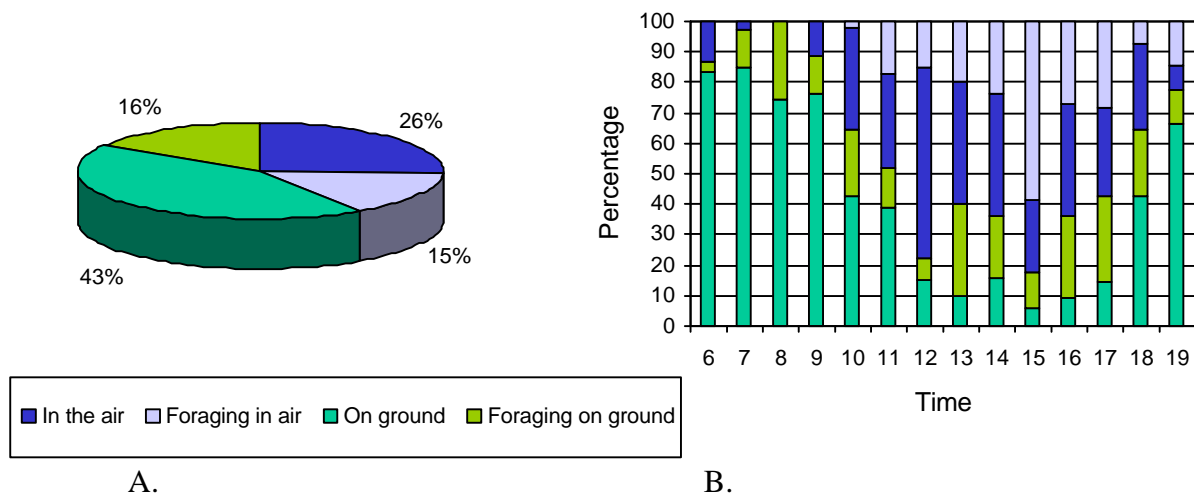 16%
26%
15%
43%
In the air Foraging in air On ground Foraging on ground
A.
100
90
80
70
60
50
40
30
20
10
0
Percentage
6 7 8 9 10 11 12 13 14 15 16 17 18 19
Time
B.